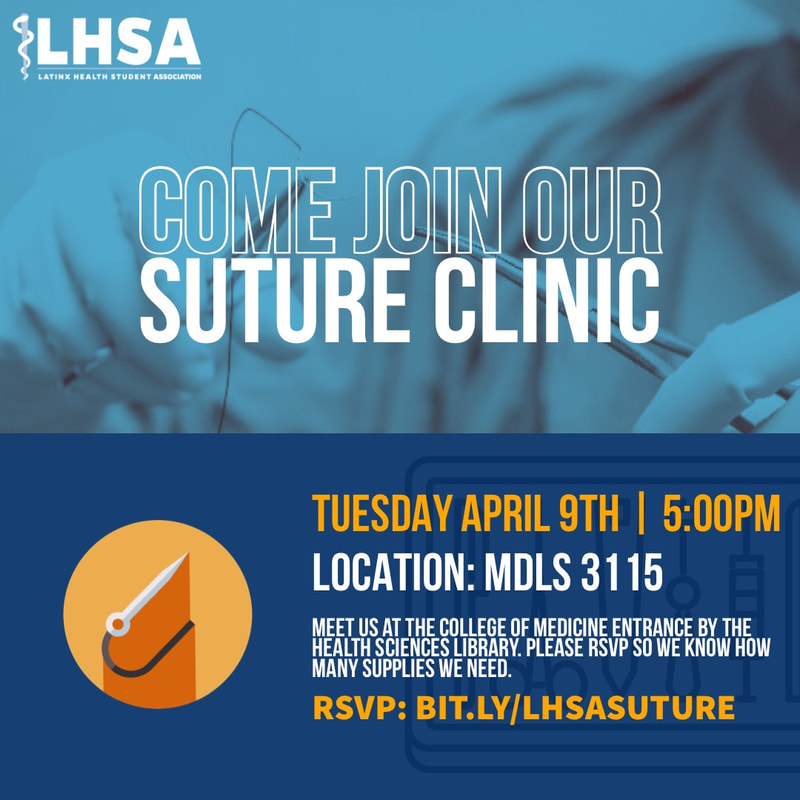 LHSA
LATINX HEALTH STUDENT ASSOCIATION
COME JOIN OUR
SUTURE CLINIC
TUESDAY APRIL 9TH | 5:00PM
LOCATION: MDLS 3115
MEET US AT THE COLLEGE OF MEDICINE ENTRANCE BY THE
HEALTH SCIENCES LIBRARY. PLEASE RSVP SO WE KNOW HOW
MANY SUPPLIES WE NEED.
RSVP: BIT.LY/LHSASUTURE